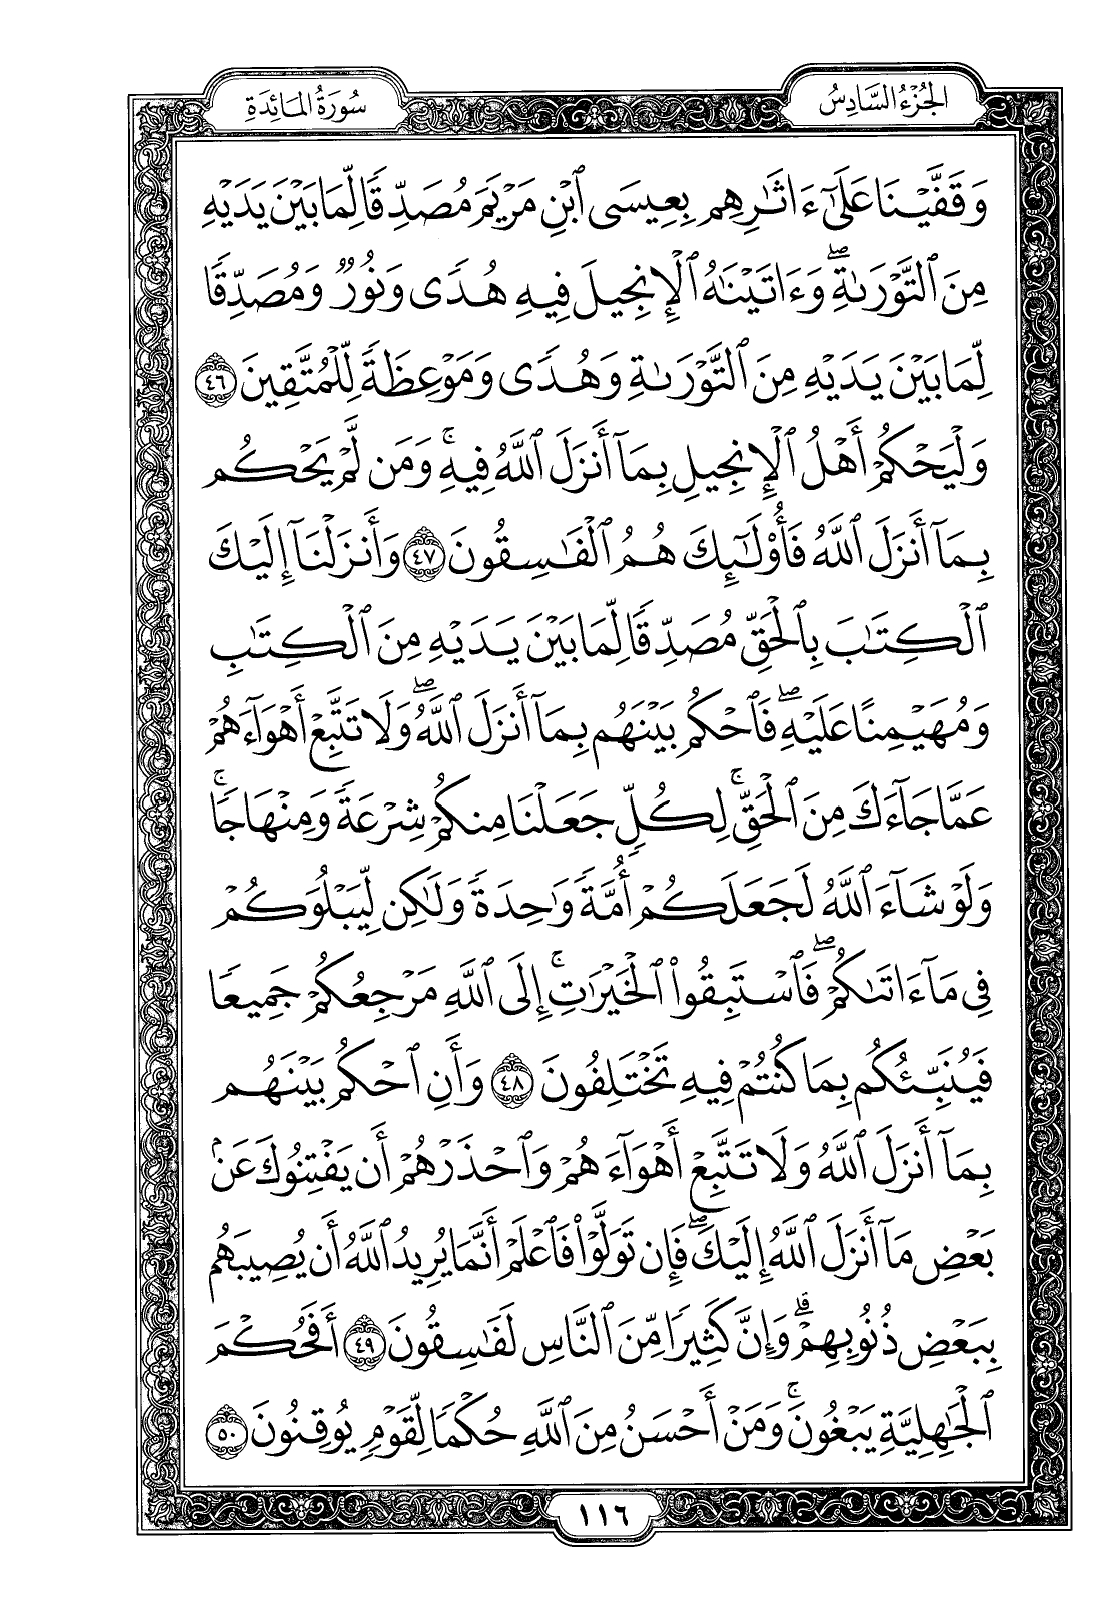 الجُزْءُ السَّادِسُ
سُورَةُ المَائِدَةِ
وَقَفَّيْنَا عَلَىٰٓ ءَاثَٰرِهِم بِعِيسَى ٱبْنِ مَرْيَمَ مُصَدِّقًا لِّمَا بَيْنَ يَدَيْهِ
مِنَ ٱلتَّوْرَىٰةِۖ وَءَاتَيْنَٰهُ ٱلْإِنجِيلَ فِيهِ هُدًى وَنُورٌ وَمُصَدِّقًا
لِّمَا بَيْنَ يَدَيْهِ مِنَ ٱلتَّوْرَىٰةِ وَهُدًى وَمَوْعِظَةً لِّلْمُتَّقِينَ ٤٦
وَلْيَحْكُمْ أَهْلُ ٱلْإِنجِيلِ بِمَآ أَنزَلَ ٱللَّهُ فِيهِۚ وَمَن لَّمْ يَحْكُم
بِمَآ أَنزَلَ ٱللَّهُ فَأُو۟لَٰٓئِكَ هُمُ ٱلْفَٰسِقُونَ ٤٧ وَأَنزَلْنَآ إِلَيْكَ
ٱلْكِتَٰبَ بِٱلْحَقِّ مُصَدِّقًا لِّمَا بَيْنَ يَدَيْهِ مِنَ ٱلْكِتَٰبِ
وَمُهَيْمِنًا عَلَيْهِۖ فَٱحْكُم بَيْنَهُم بِمَآ أَنزَلَ ٱللَّهُۖ وَلَا تَتَّبِعْ أَهْوَآءَهُمْ
عَمَّا جَآءَكَ مِنَ ٱلْحَقِّۚ لِكُلٍّ جَعَلْنَا مِنكُمْ شِرْعَةً وَمِنْهَاجًاۚ
وَلَوْ شَآءَ ٱللَّهُ لَجَعَلَكُمْ أُمَّةً وَٰحِدَةً وَلَٰكِن لِّيَبْلُوَكُمْ
فِى مَآ ءَاتَىٰكُمْۖ فَٱسْتَبِقُوا۟ ٱلْخَيْرَٰتِۚ إِلَى ٱللَّهِ مَرْجِعُكُمْ جَمِيعًا
فَيُنَبِّئُكُم بِمَا كُنتُمْ فِيهِ تَخْتَلِفُونَ ٤٨ وَأَنِ ٱحْكُم بَيْنَهُم
بِمَآ أَنزَلَ ٱللَّهُ وَلَا تَتَّبِعْ أَهْوَآءَهُمْ وَٱحْذَرْهُمْ أَن يَفْتِنُوكَ عَنۢ
بَعْضِ مَآ أَنزَلَ ٱللَّهُ إِلَيْكَۖ فَإِن تَوَلَّوْا۟ فَٱعْلَمْ أَنَّمَا يُرِيدُ ٱللَّهُ أَن يُصِيبَهُم
بِبَعْضِ ذُنُوبِهِمْۗ وَإِنَّ كَثِيرًا مِّنَ ٱلنَّاسِ لَفَٰسِقُونَ ٤٩ أَفَحُكْمَ
ٱلْجَٰهِلِيَّةِ يَبْغُونَۚ وَمَنْ أَحْسَنُ مِنَ ٱللَّهِ حُكْمًا لِّقَوْمٍ يُوقِنُونَ ٥٠
١١٦